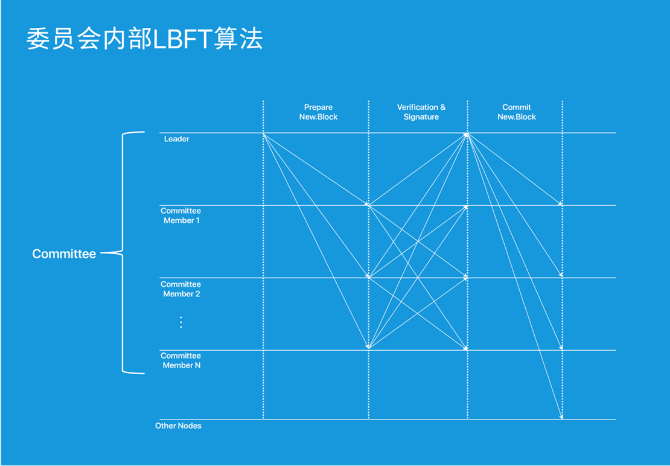 委员会内部LBFT算法
Prepare
New.Block
Verification &
Signature
Commit
New.Block
Leader
Committee
Member 1
Committee
Committee
Member 2
Committee
Member N
Other Nodes